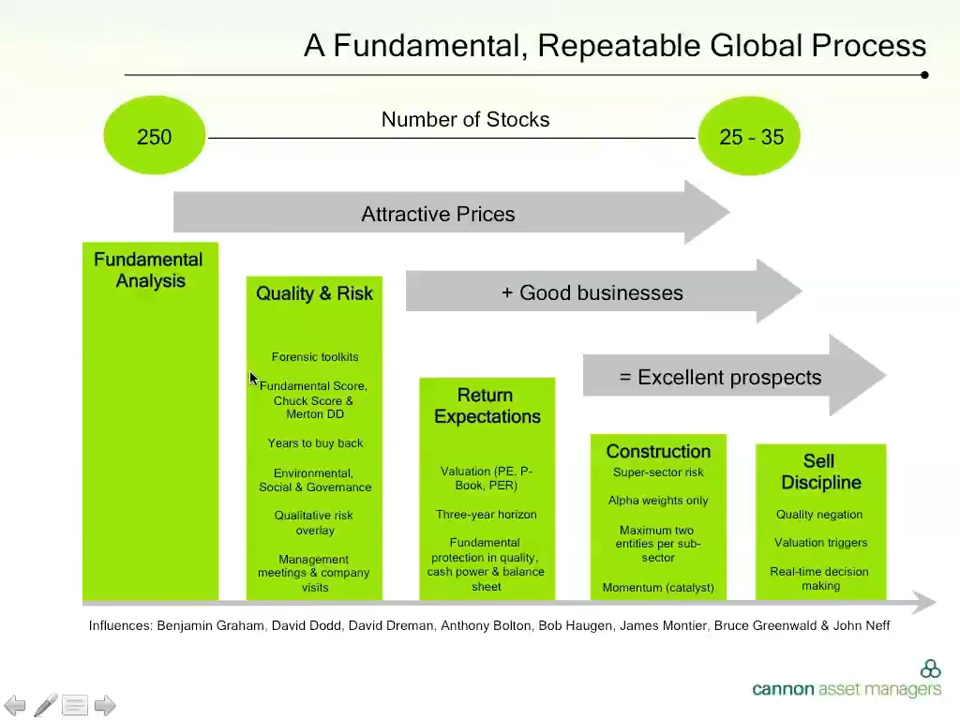 A Fundamental, Repeatable Global Process
250
Number of Stocks
25 - 35
Attractive Prices
Fundamental
Analysis
Quality & Risk
Forensic toolkits
Fundamental Score,
Chuck Score &
Merton DD
Years to buy back
Environmental,
Social & Governance
Qualitative risk
overlay
Management
meetings & company
visits
+ Good businesses
= Excellent prospects
Return
Expectations
Valuation (PE, P-
Book, PER)
Three-year horizon
Fundamental
protection in quality,
cash power & balance
sheet
Construction
Super-sector risk
Alpha weights only
Maximum two
entities per sub-
sector
Momentum (catalyst)
Sell
Discipline
Quality negation
Valuation triggers
Real-time decision
making
Influences: Benjamin Graham, David Dodd, David Dreman, Anthony Bolton, Bob Haugen, James Montier, Bruce Greenwald & John Neff
cannon asset managers